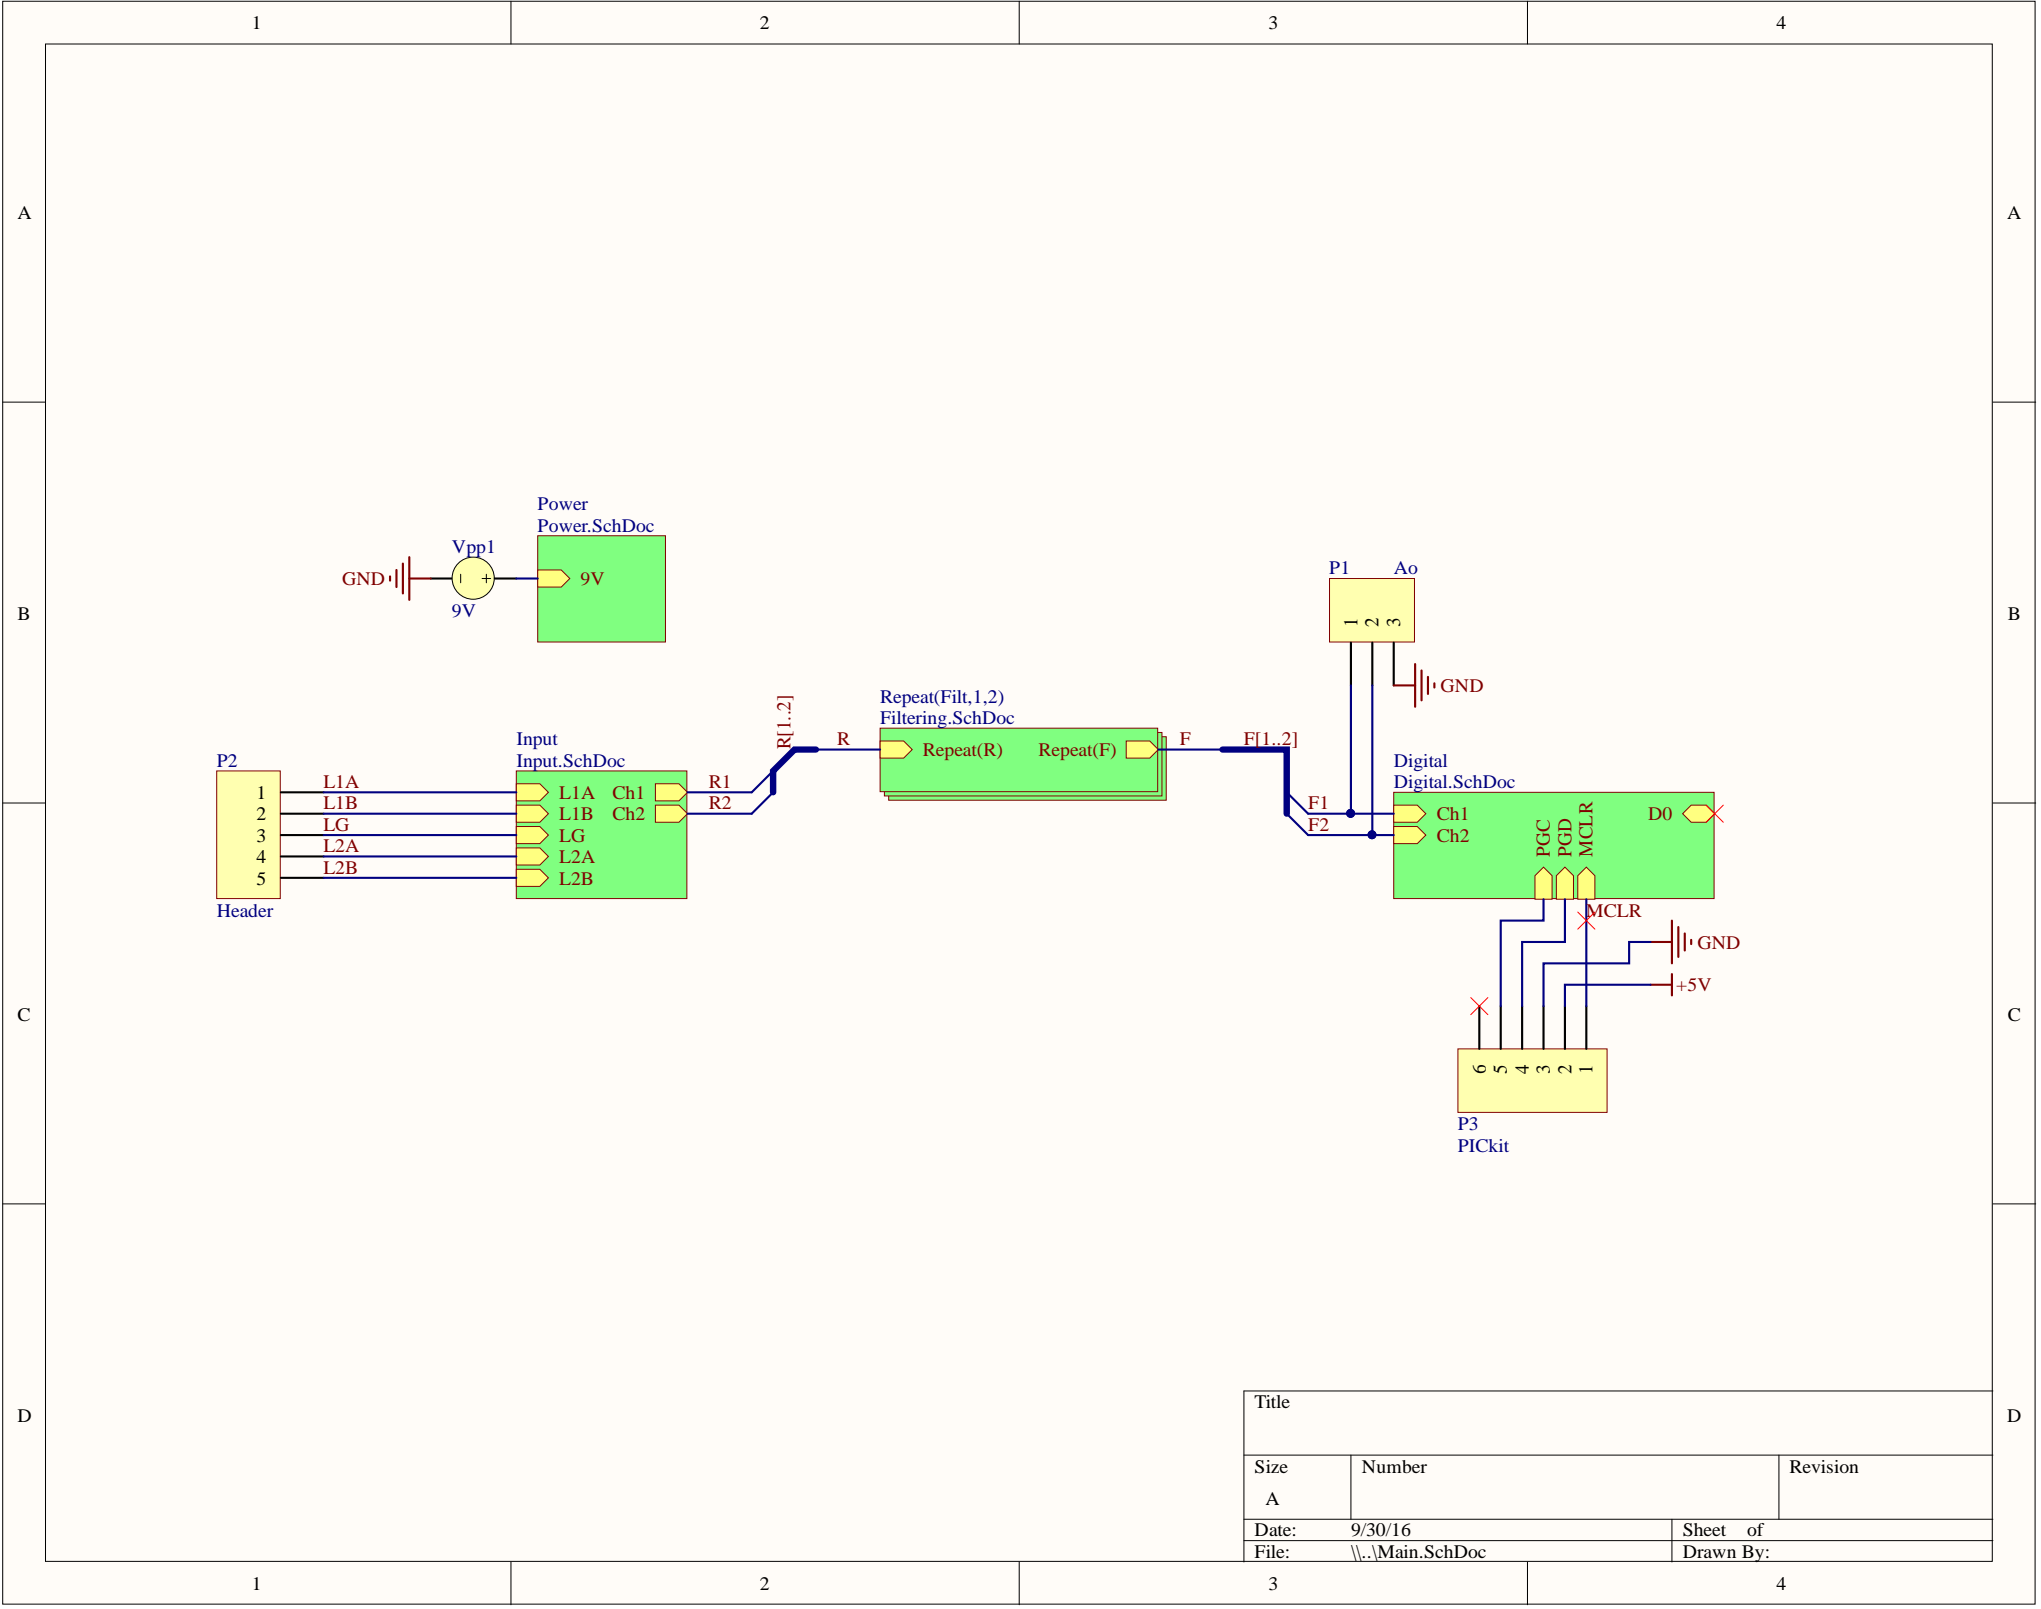 1 2 3 4
A A
Power
Power.SchDoc
Vpp1
GND - + 9V
9V
P1 Ao
B B
1 2 3
GND
R[1..2]
Repeat(Filt,1,2)
Filtering.SchDoc
R Repeat(R) Repeat(F) F F[1..2]
Input
Input.SchDoc
P2
Digital
Digital.SchDoc
1 L1A L1A Ch1 R1
2 L1B L1B Ch2 R2
3 LG LG
4 L2A L2A
5 L2B L2B
Header
F1 Ch1 D0
F2 Ch2
PGC
PGD
MCLR
MCLR
GND
+5V
C C
6 5 4 3 2 1
P3
PICkit
D D
Title
Size Number Revision
A
Date: 9/30/16 Sheet of
File: \\..\Main.SchDoc Drawn By:
1 2 3 4